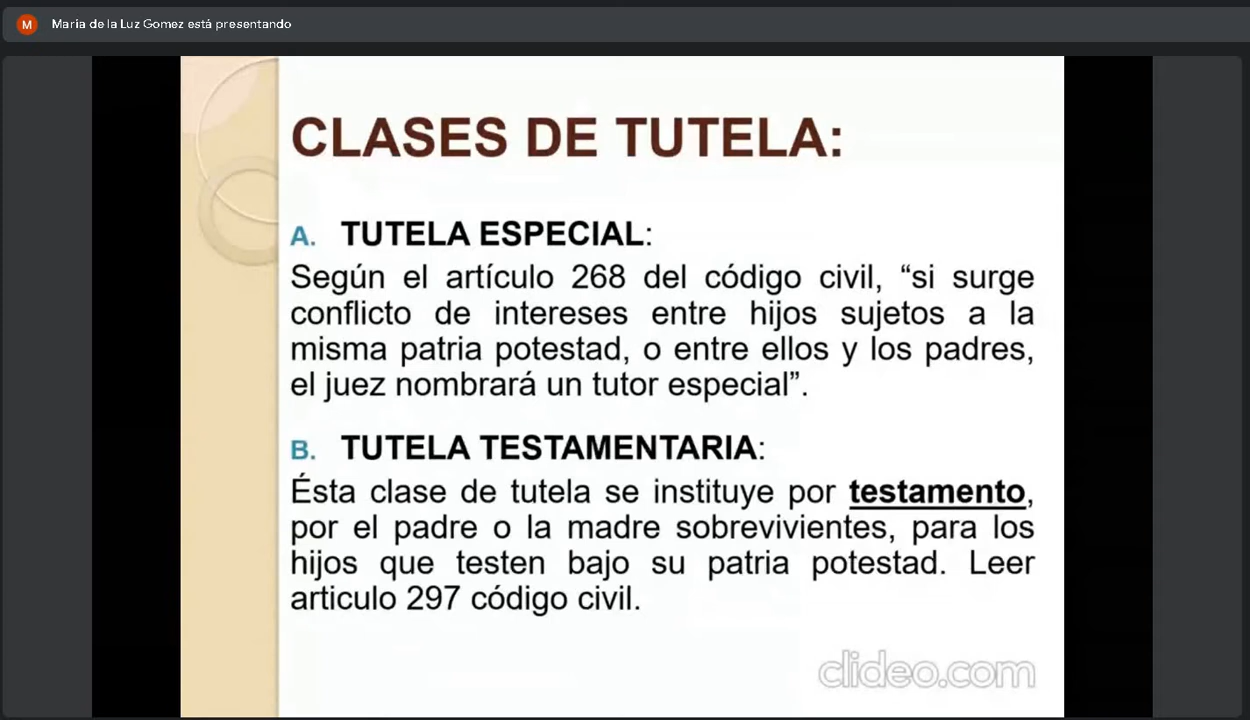 M Maria de la Luz Gomez está presentando
CLASES DE TUTELA:
A. TUTELA ESPECIAL:
Según el artículo 268 del código civil, “si surge
conflicto de intereses entre hijos sujetos a la
misma patria potestad, o entre ellos y los padres,
el juez nombrará un tutor especial”.
B. TUTELA TESTAMENTARIA:
Ésta clase de tutela se instituye por testamento,
por el padre o la madre sobrevivientes, para los
hijos que testen bajo su patria potestad. Leer
articulo 297 código civil.
clideo.com